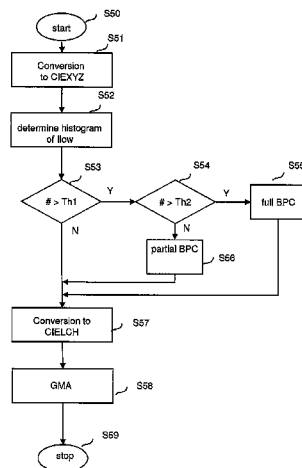 S50
start
S51
Conversion
to CIEXYZ
S52
determine histogram
of llow
S53
# > Th1
Y
N
S54
# > Th2
Y
N
S55
full BPC
partial BPC
S56
Conversion to
CIELCH
S57
GMA
S58
S59
stop